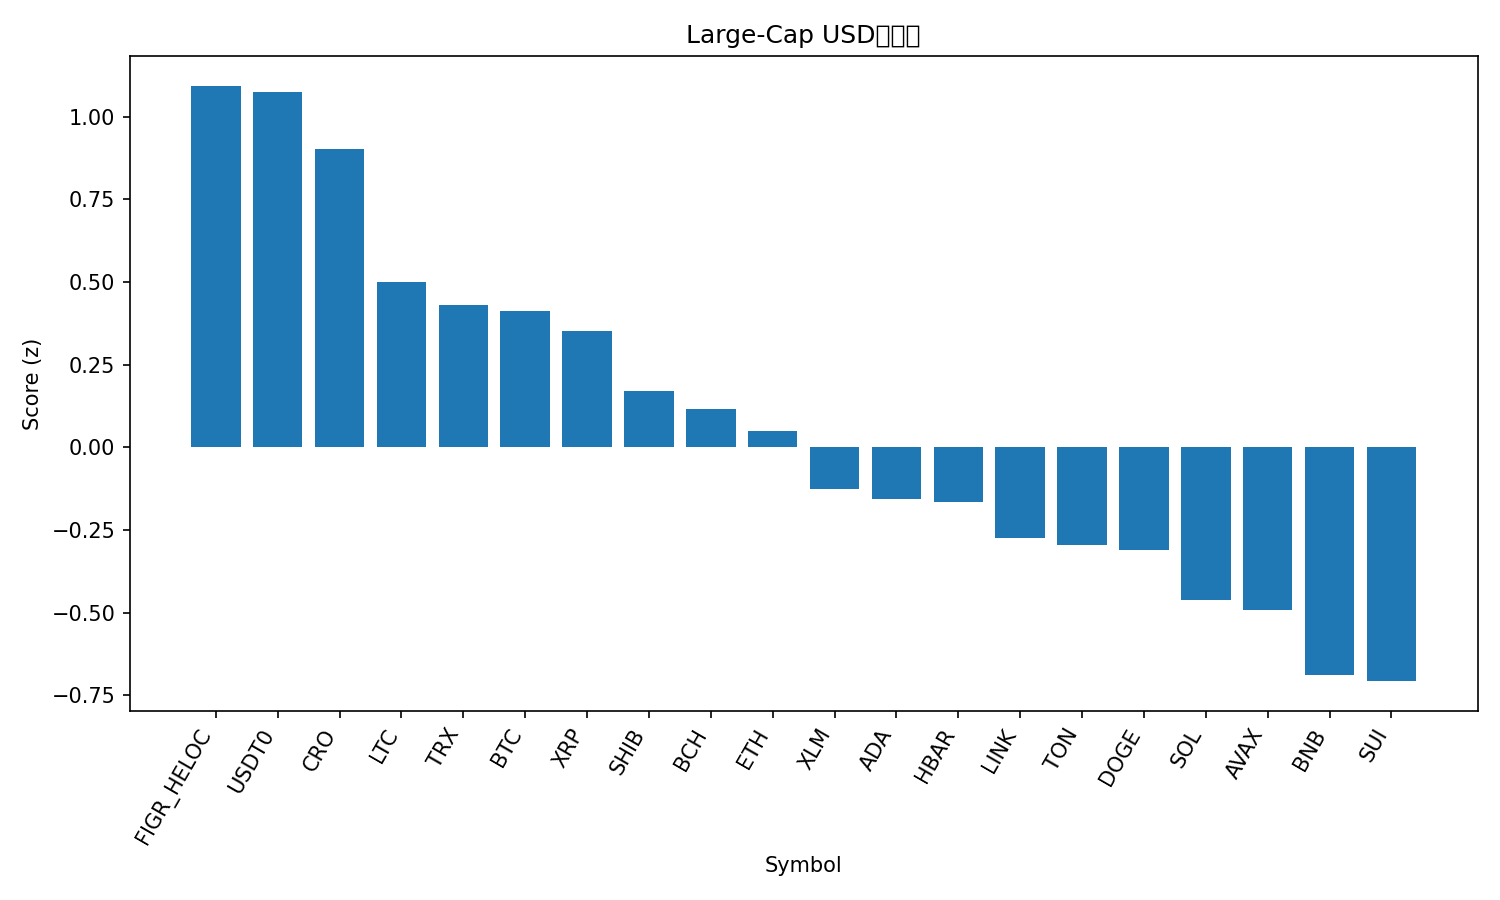 Large-Cap USD
1.00
0.75
0.50
0.25
0.00
−0.25
−0.50
−0.75
Score (z)
FIGR_HELOC
USDT0
CRO
LTC
TRX
BTC
XRP
SHIB
BCH
ETH
XLM
ADA
HBAR
LINK
TON
DOGE
SOL
AVAX
BNB
SUI
Symbol